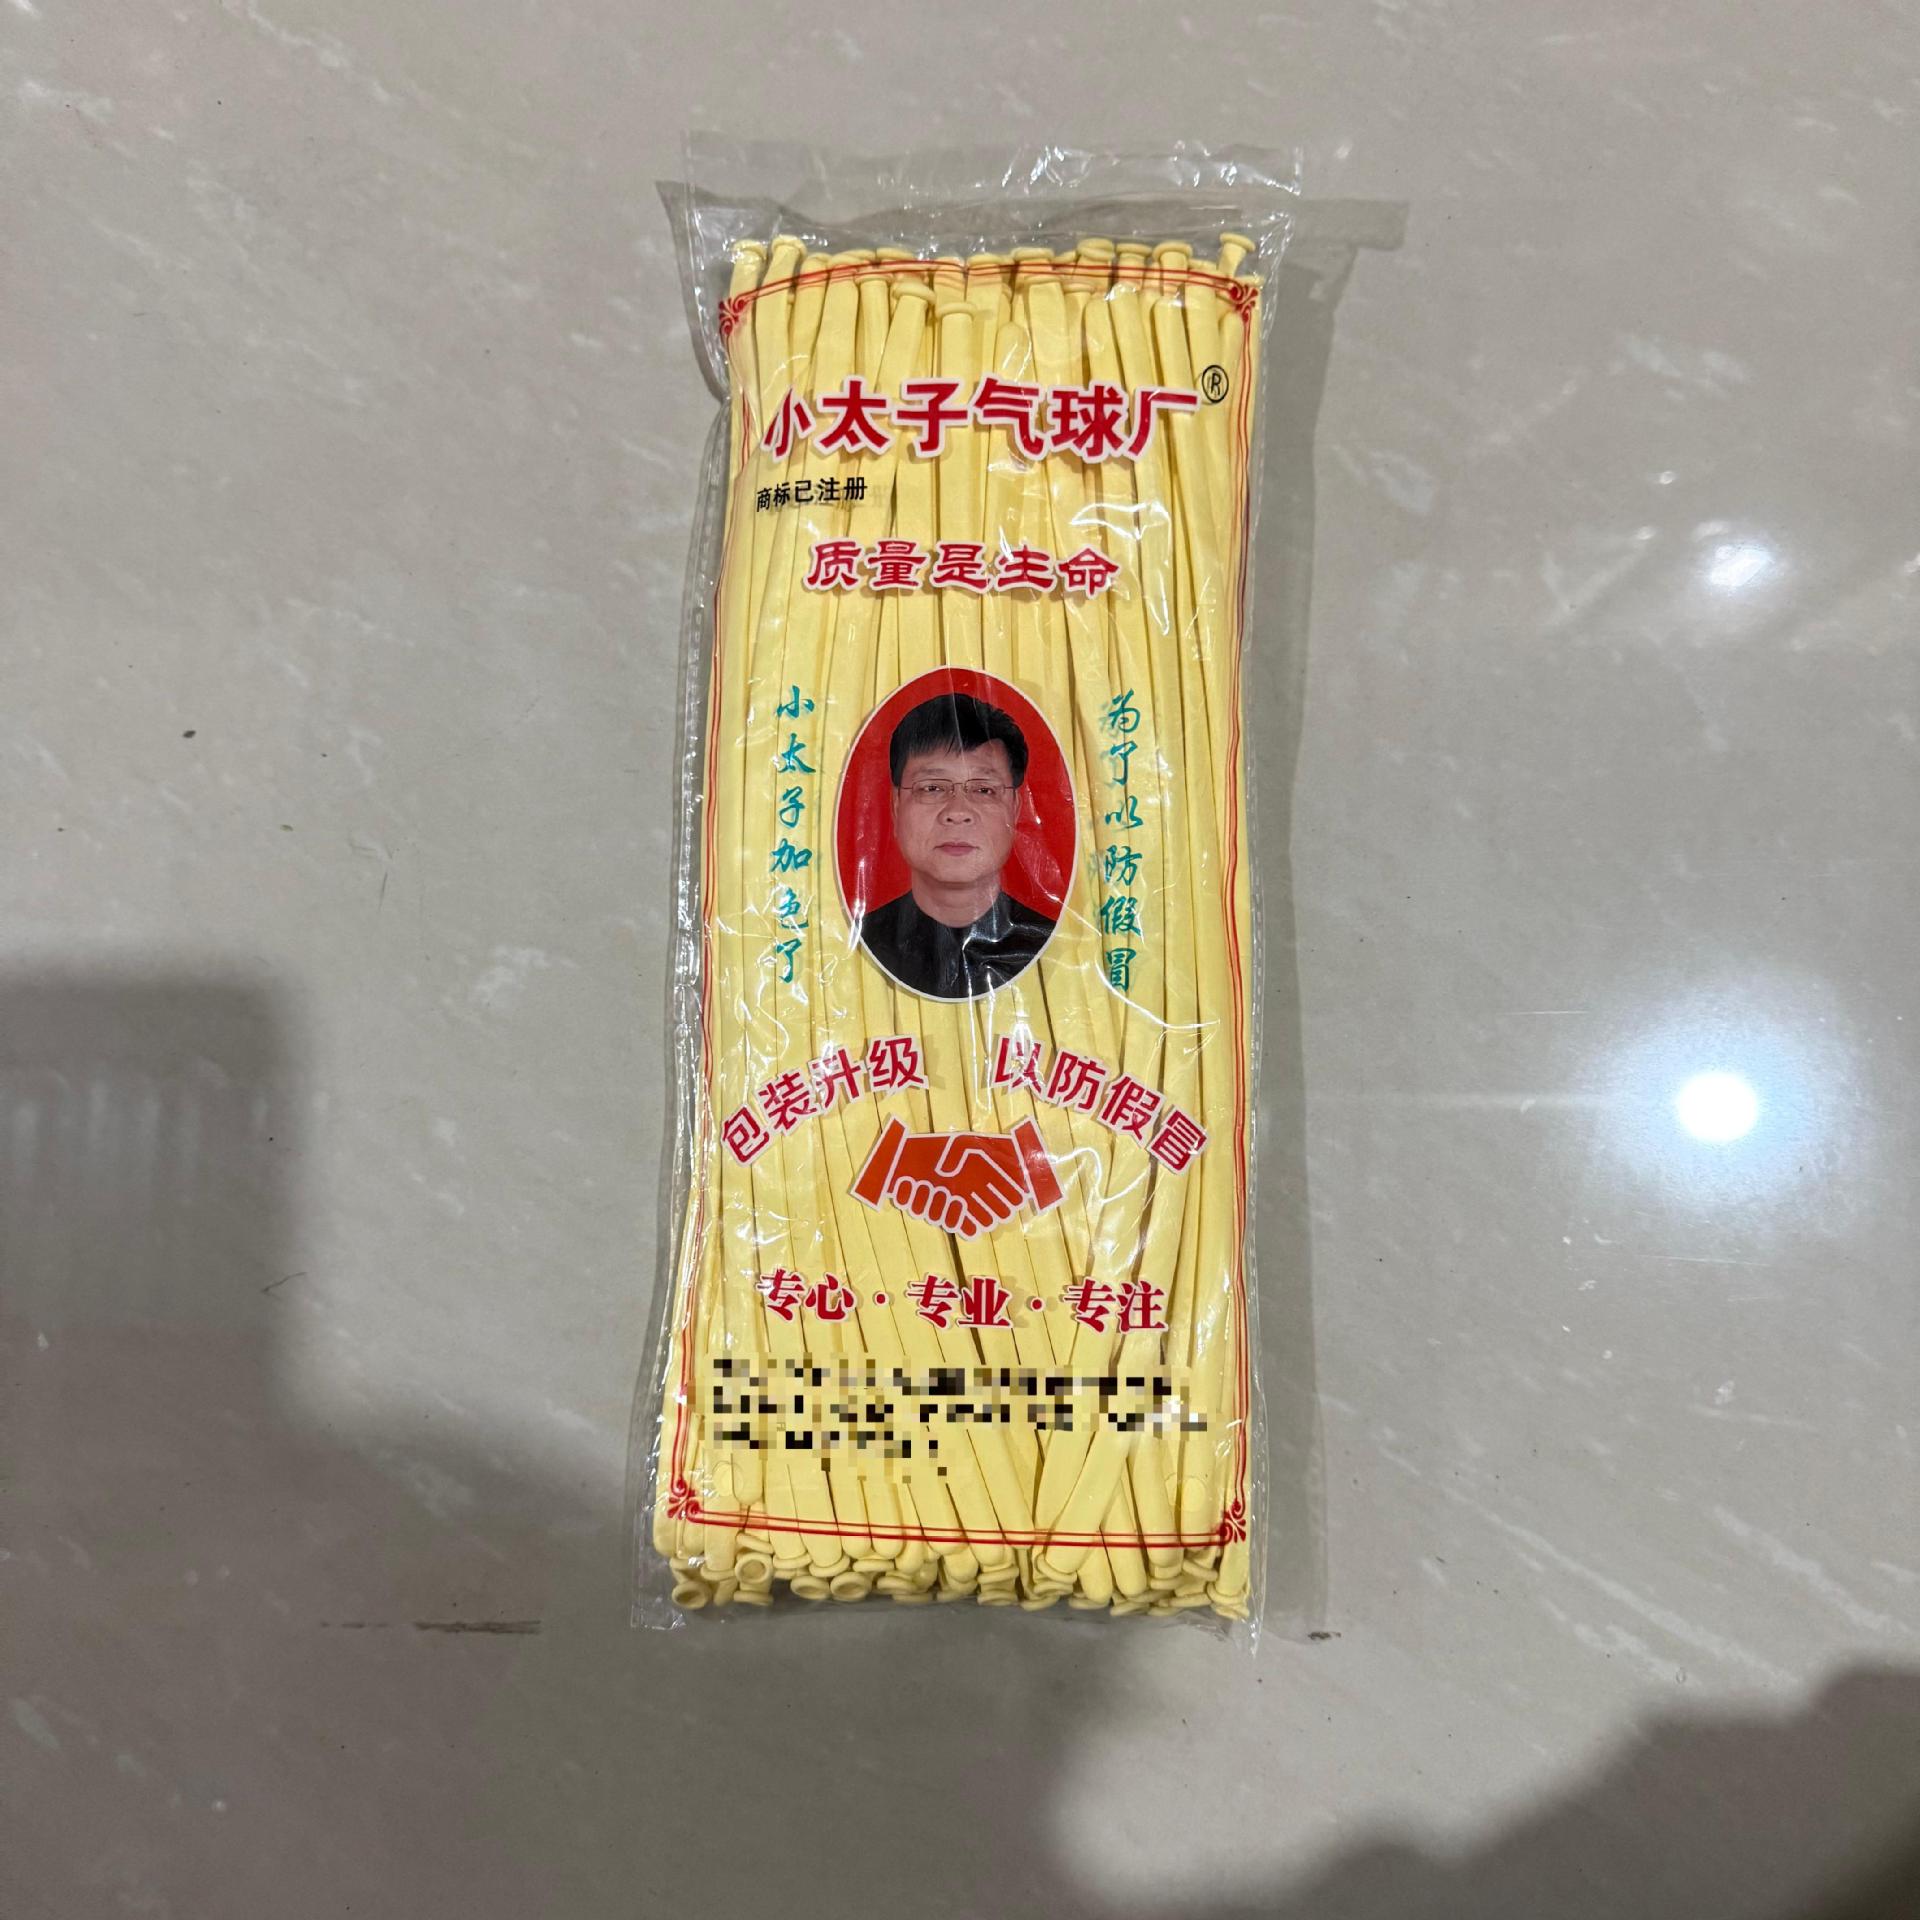 小太子气球厂®
商标已注册
质量是生命
小太子加色了
为了以防假冒
包装升级 以防假冒
专心·专业·专注